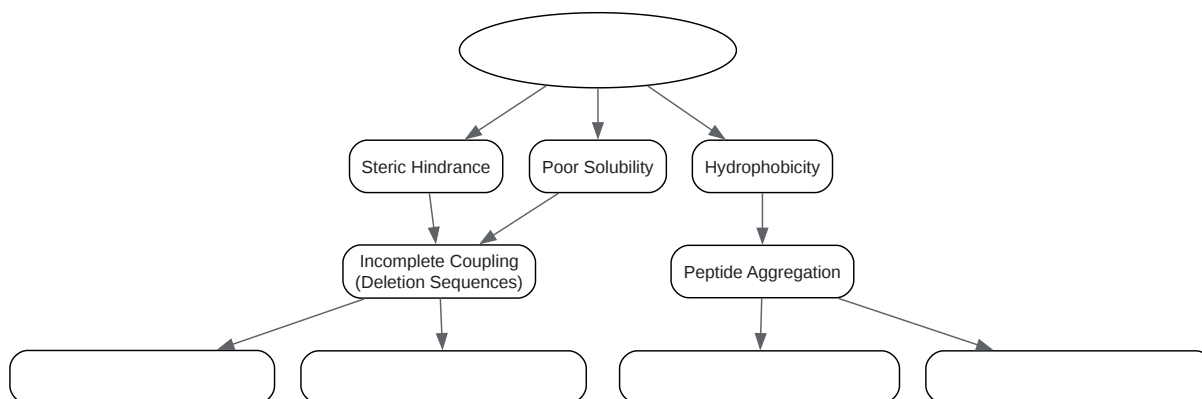 Steric Hindrance
Poor Solubility
Hydrophobicity
Incomplete Coupling
(Deletion Sequences)
Peptide Aggregation